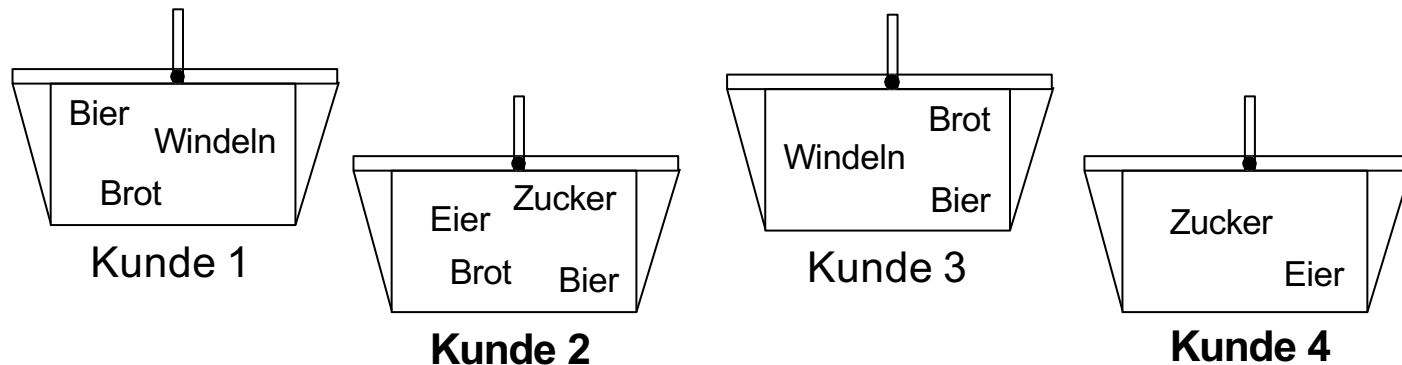 Bier
Windeln
Brot
Kunde 1
Zucker
Eier
Brot
Bier
Kunde 2
Brot
Windeln
Bier
Kunde 3
Zucker
Eier
Kunde 4